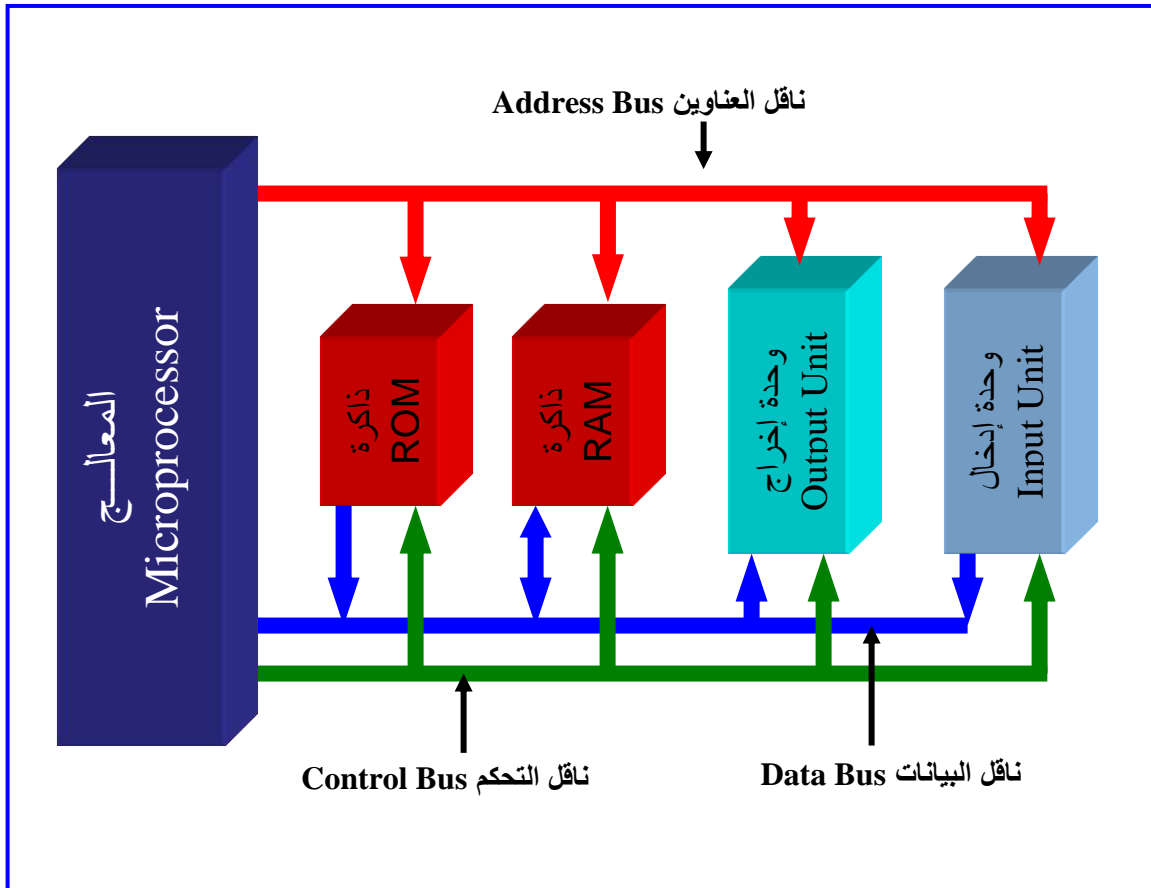 ناقل العناوين Address Bus
المعالــج
Microprocessor
ذاكرة
ROM
ذاكرة
RAM
وحدة إخراج
Output Unit
وحدة إدخال
Input Unit
ناقل التحكم Control Bus
ناقل البيانات Data Bus